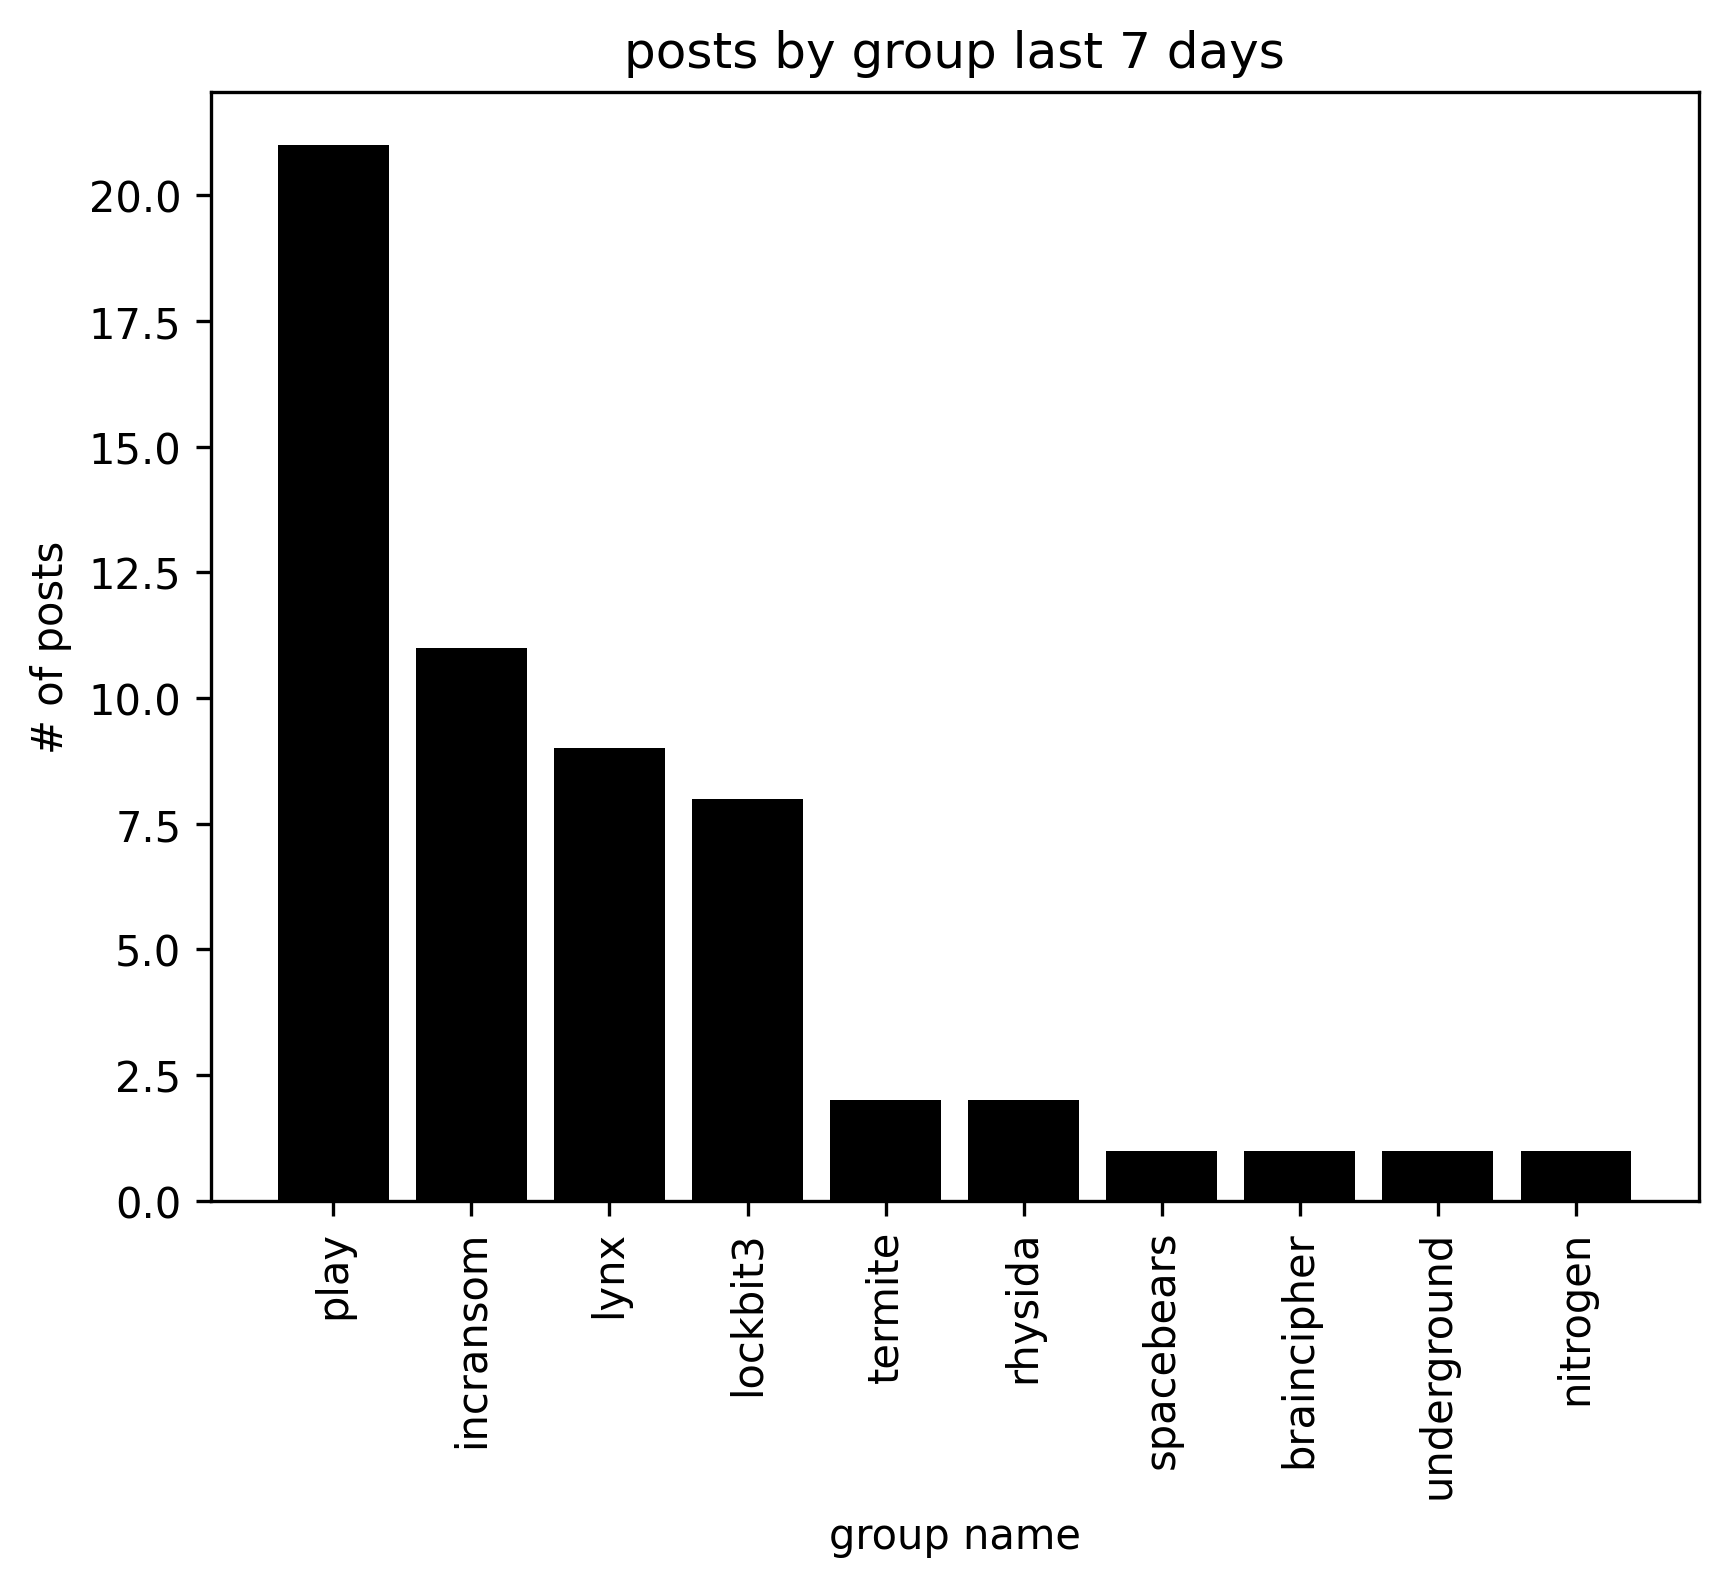 posts by group last 7 days
# of posts
20.0
17.5
15.0
12.5
10.0
7.5
5.0
2.5
0.0
play
incransom
lynx
lockbit3
termite
rhysida
spacebears
braincipher
underground
nitrogen
group name